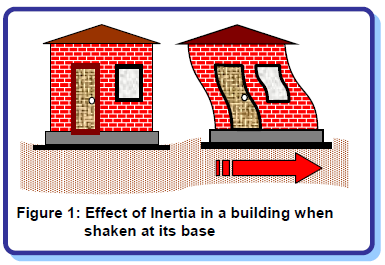 Figure 1: Effect of Inertia in a building when
shaken at its base